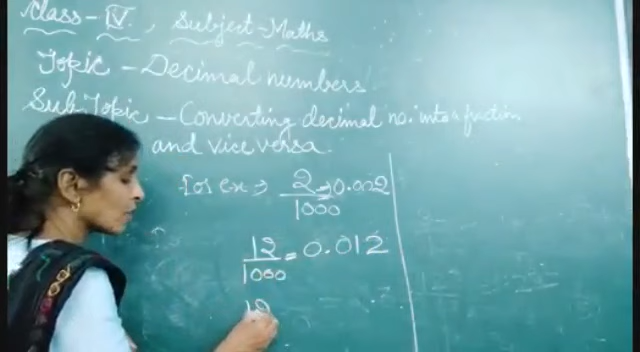 Class - V, Subject - Maths
Topic - Decimal numbers
Sub Topic - Converting decimal no. into fraction
and vice versa.
For ex → 2/1000 = 0.002
12/1000 = 0.012